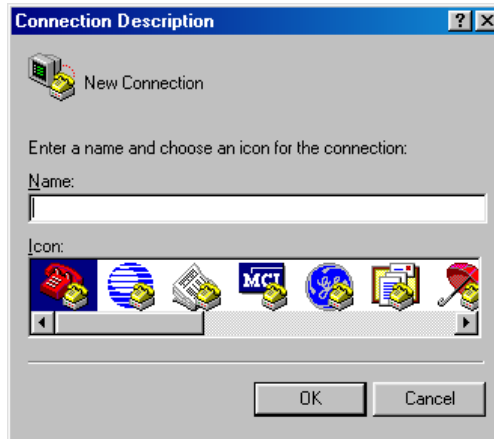 Connection Description
New Connection
Enter a name and choose an icon for the connection:
Name:
Icon:
MCI
OK Cancel